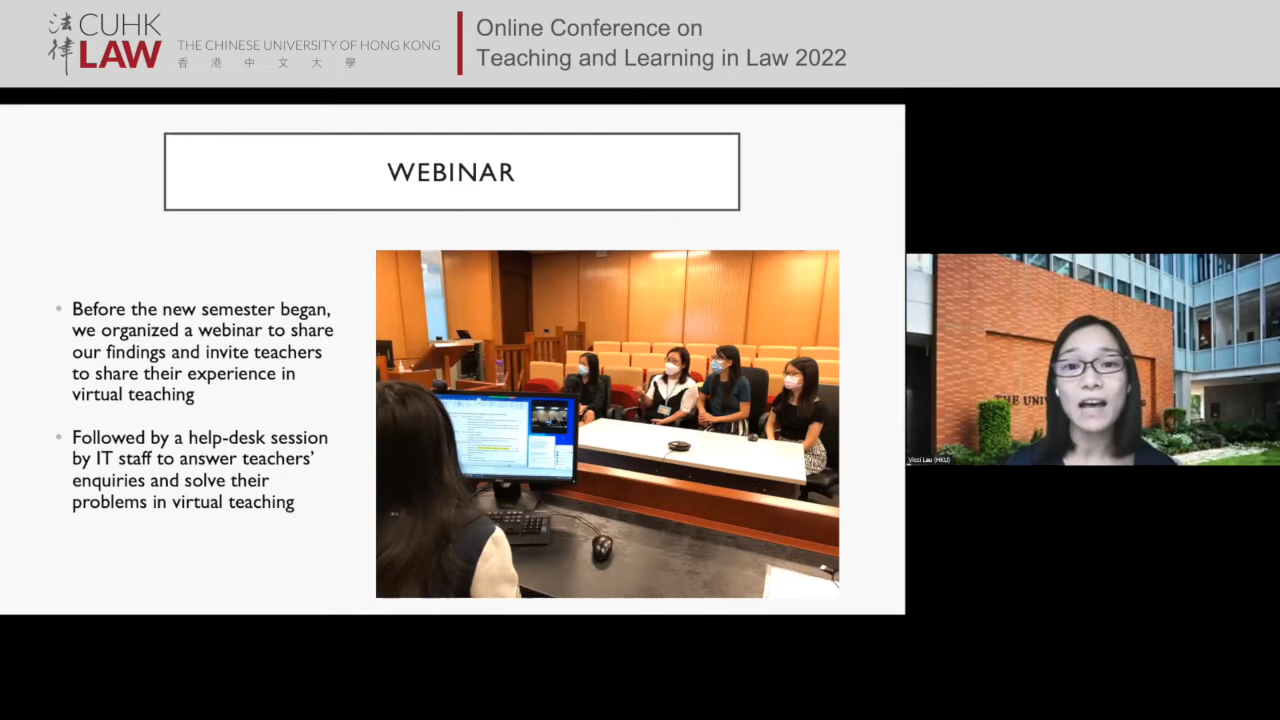 法律
CUHK
LAW
THE CHINESE UNIVERSITY OF HONG KONG
香港中文大學
Online Conference on
Teaching and Learning in Law 2022
WEBINAR
• Before the new semester began,
we organized a webinar to share
our findings and invite teachers
to share their experience in
virtual teaching
• Followed by a help-desk session
by IT staff to answer teachers’
enquiries and solve their
problems in virtual teaching
THE UNI
Vicci Lau (HKU)